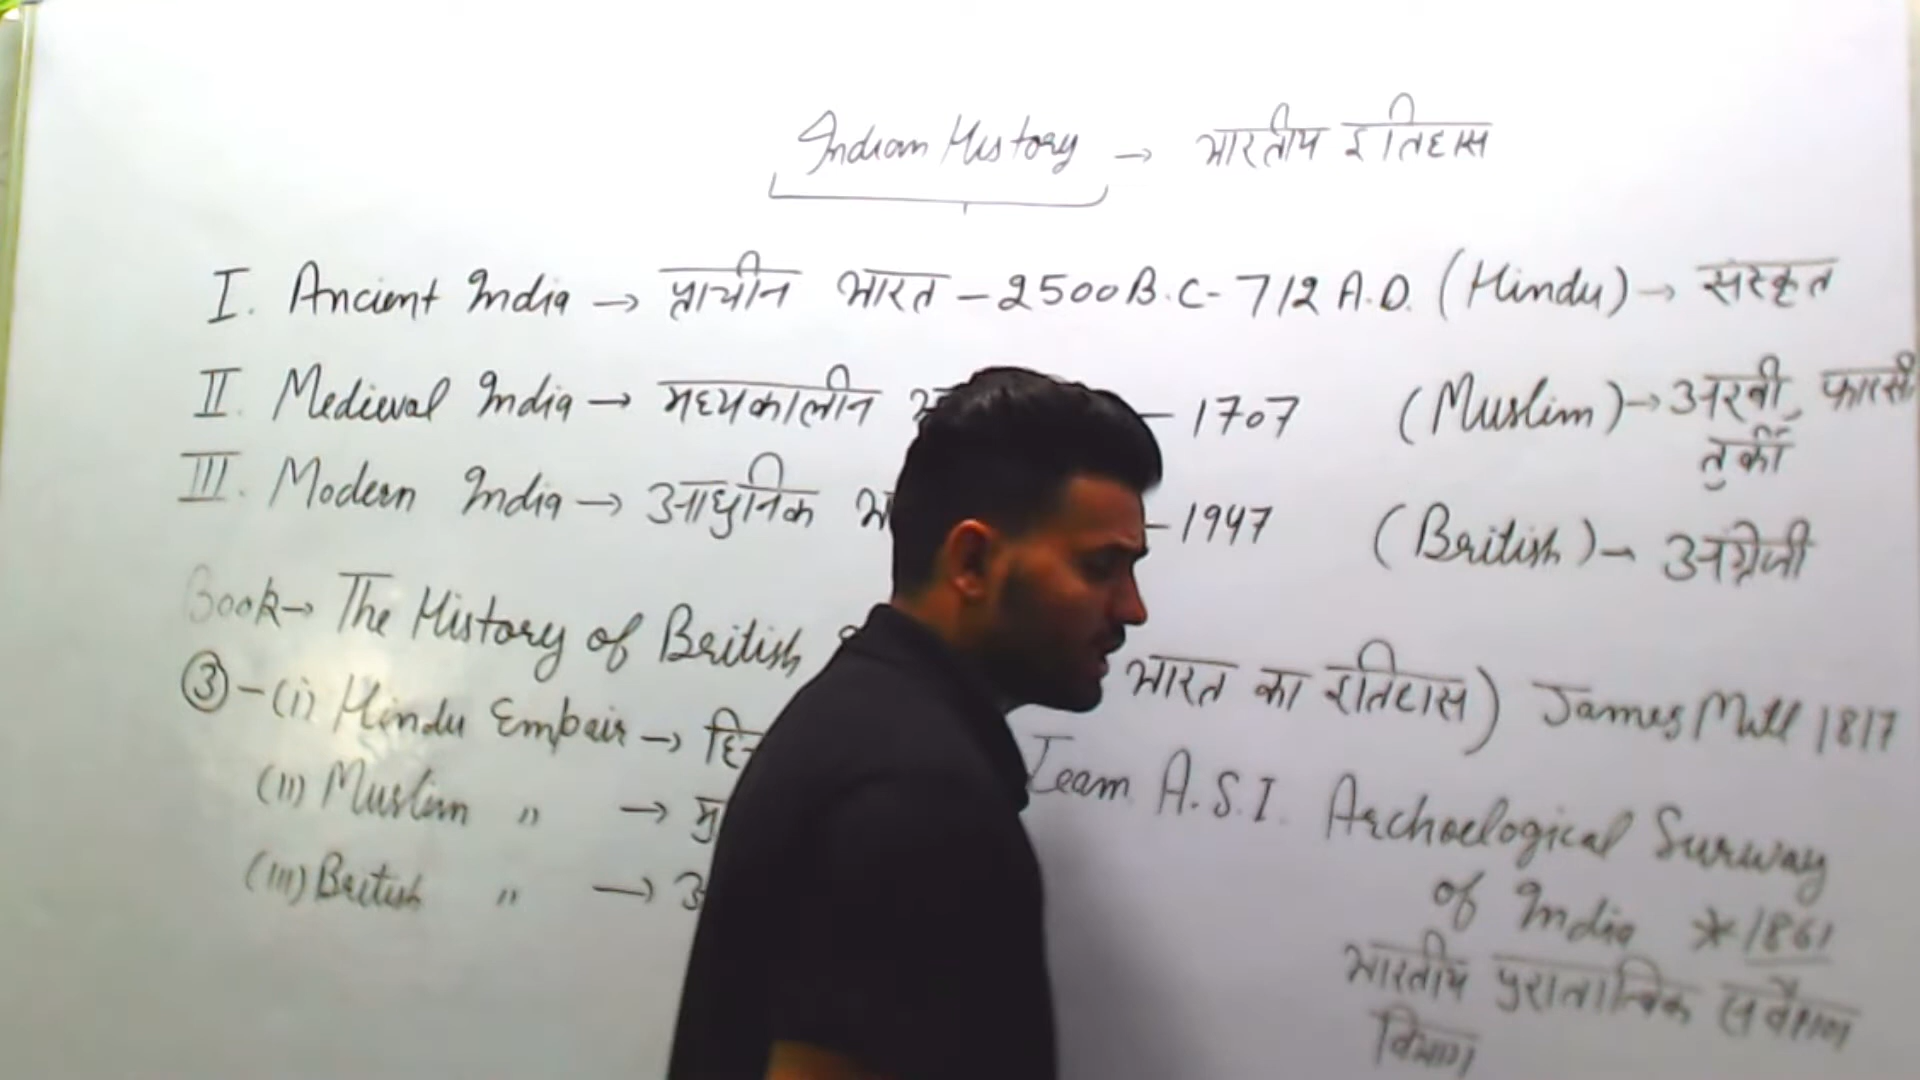 Indian History → भारतीय इतिहास
I. Ancient India → प्राचीन भारत - 2500 B.C - 712 A.D. (Hindu) → संस्कृत
II. Medieval India → मध्यकालीन - 1707 (Muslim) → अरबी, फारसी
तुर्की
III. Modern India → आधुनिक - 1947 (British) - अंग्रेजी
Book → The History of British भारत का इतिहास) James Mill 1817
③ - (i) Hindu Empair →
(ii) Muslim " →
(iii) British " →
Team A.S.I. Archaelogical Surway
of India * 1861
भारतीय पुरातात्विक सर्वेक्षण
विभाग